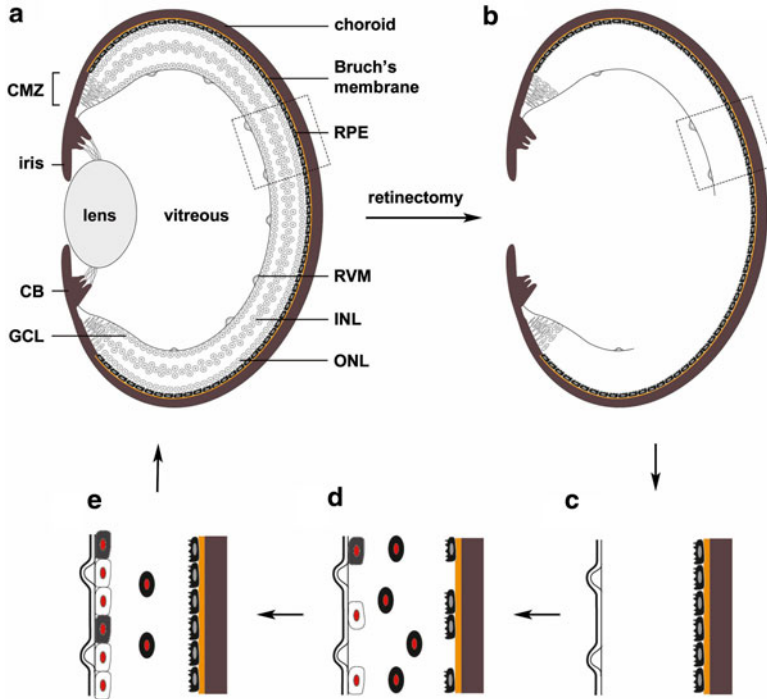 a
b
choroid
Bruch's
membrane
CMZ
RPE
iris
retinectomy
lens
vitreous
RVM
CB
INL
GCL
ONL
e
d
c